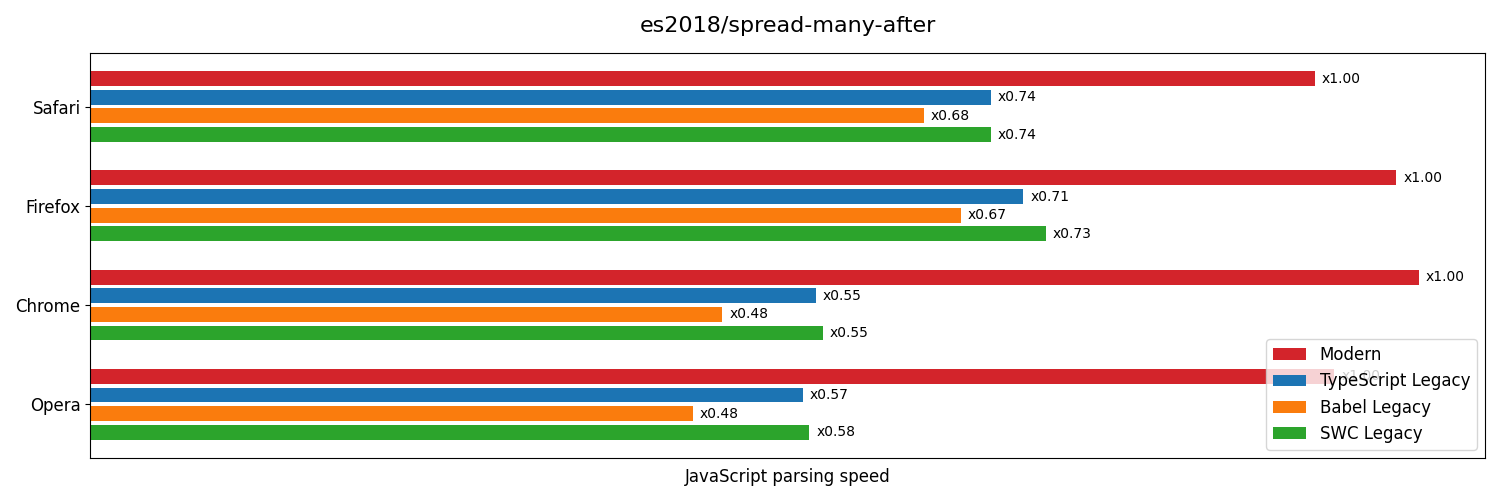 es2018/spread-many-after
Safari
x1.00
x0.74
x0.68
x0.74
Firefox
x1.00
x0.71
x0.67
x0.73
Chrome
x1.00
x0.55
x0.48
x0.55
Opera
x1.00
x0.57
x0.48
x0.58
Modern
TypeScript Legacy
Babel Legacy
SWC Legacy
JavaScript parsing speed